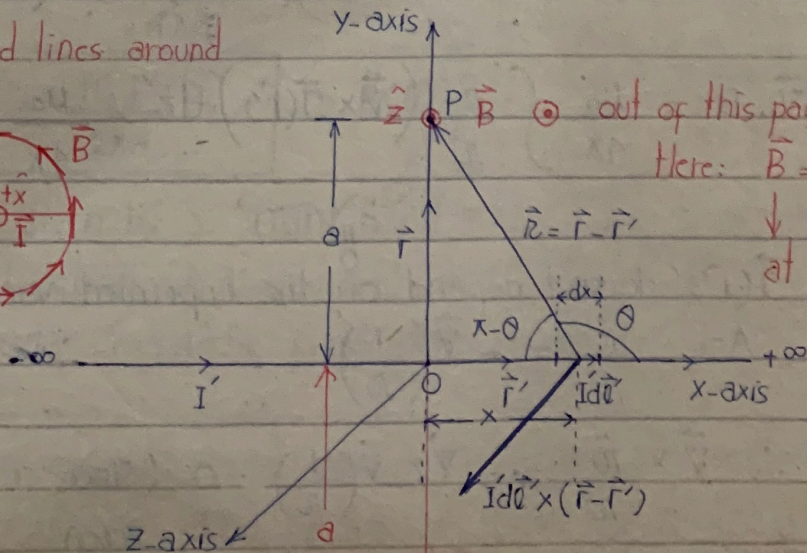 d lines around
Y-axis
ẑ P B⃗ ⊙ out of this pa
Here: B⃗ =
at
B⃗
+x̂
I⃗
a
r⃗
R⃗ = r⃗ - r⃗′
dx
π-θ
θ
-∞
+∞
I′
O
r⃗′
I′dl⃗′
X-axis
x
I′dl⃗′×(r⃗-r⃗′)
Z-axis
a